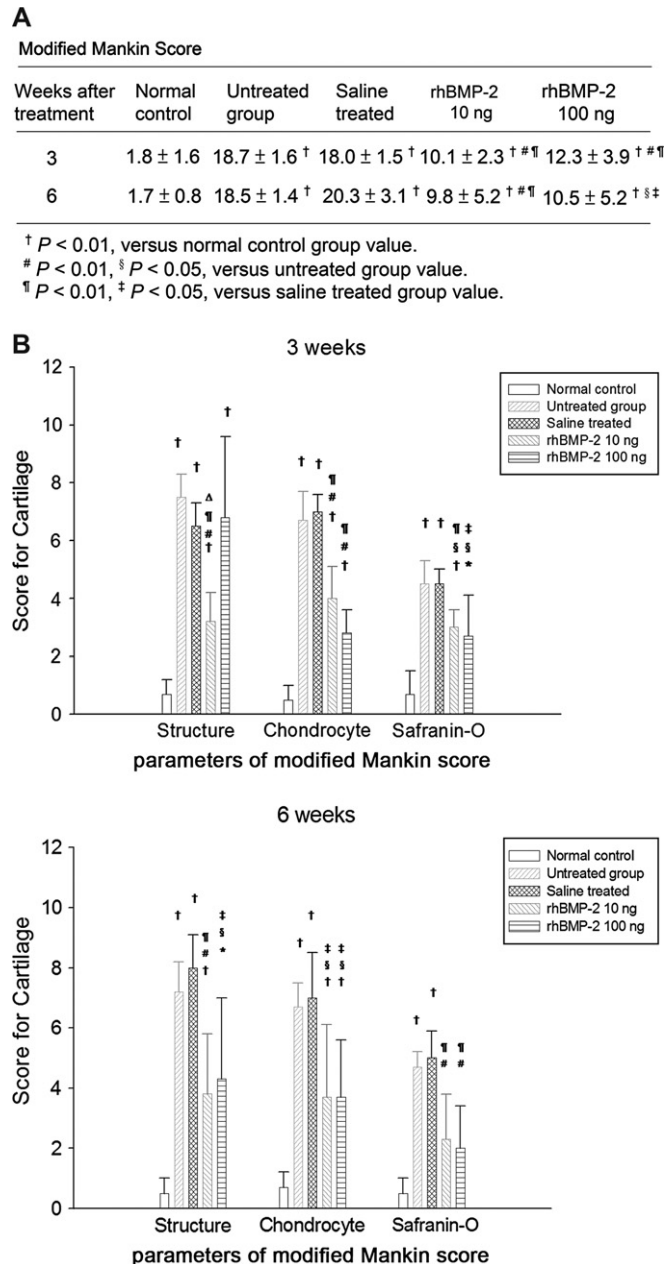 A
Modified Mankin Score
Weeks after treatment Normal control Untreated group Saline treated rhBMP-2 10 ng rhBMP-2 100 ng
3 1.8 ± 1.6 18.7 ± 1.6 † 18.0 ± 1.5 † 10.1 ± 2.3 † # ¶ 12.3 ± 3.9 † # ¶
6 1.7 ± 0.8 18.5 ± 1.4 † 20.3 ± 3.1 † 9.8 ± 5.2 † # ¶ 10.5 ± 5.2 † § ‡
† P < 0.01, versus normal control group value.
# P < 0.01, § P < 0.05, versus untreated group value.
¶ P < 0.01, ‡ P < 0.05, versus saline treated group value.
B
3 weeks
Score for Cartilage
12
10
8
6
4
2
0
† † Δ ¶ # † †
† † ¶ # † ¶ # †
† † ¶ § † ‡ § *
Normal control
Untreated group
Saline treated
rhBMP-2 10 ng
rhBMP-2 100 ng
Structure Chondrocyte Safranin-O
parameters of modified Mankin score
6 weeks
Score for Cartilage
12
10
8
6
4
2
0
† † ¶ # † ‡ § *
† † ‡ § † ‡ § †
† † ¶ # ¶ #
Normal control
Untreated group
Saline treated
rhBMP-2 10 ng
rhBMP-2 100 ng
Structure Chondrocyte Safranin-O
parameters of modified Mankin score